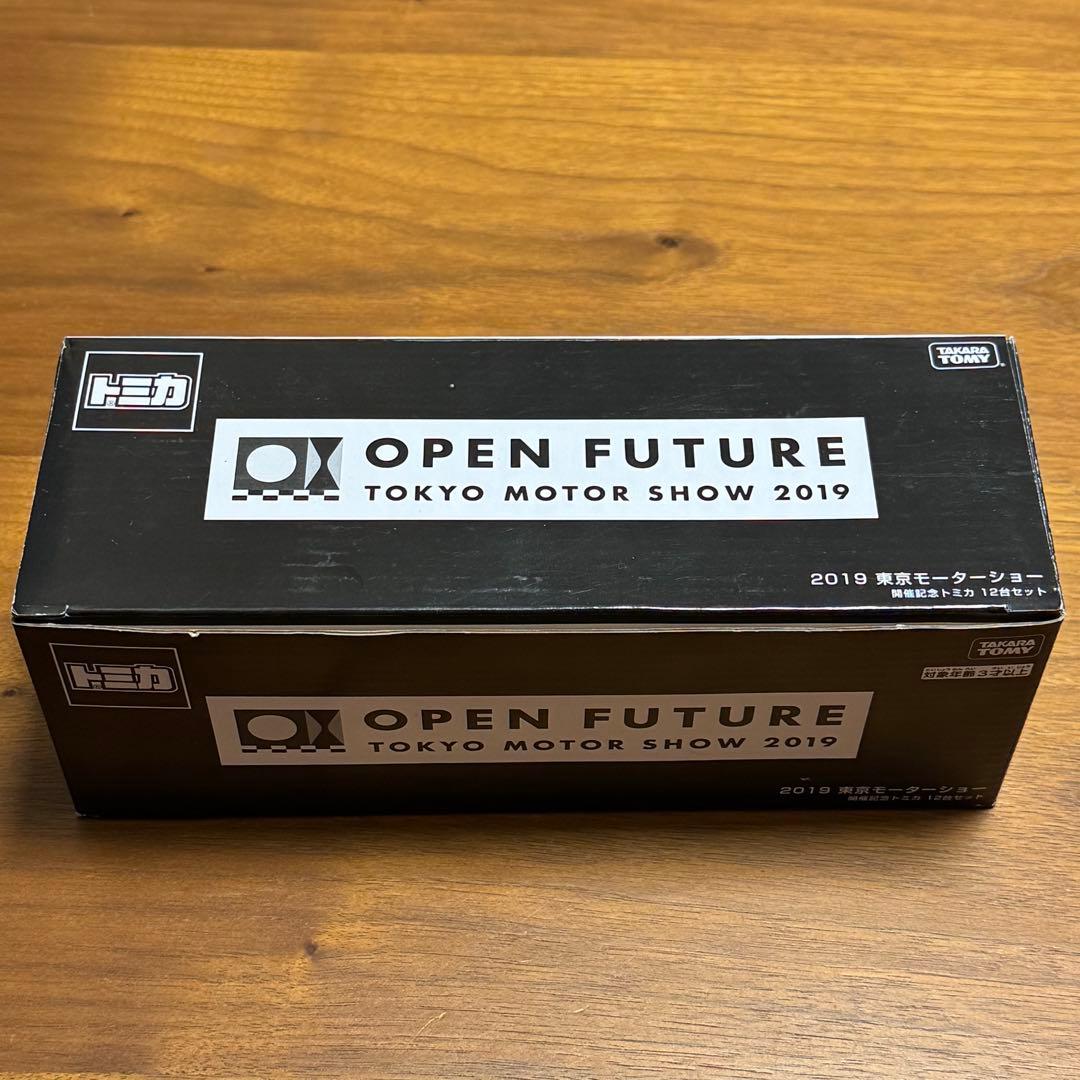 トミカ
TAKARA TOMY
OPEN FUTURE
TOKYO MOTOR SHOW 2019
2019 東京モーターショー
開催記念トミカ 12台セット
トミカ
TAKARA TOMY
対象年齢3才以上
OPEN FUTURE
TOKYO MOTOR SHOW 2019
2019 東京モーターショー
開催記念トミカ 12台セット